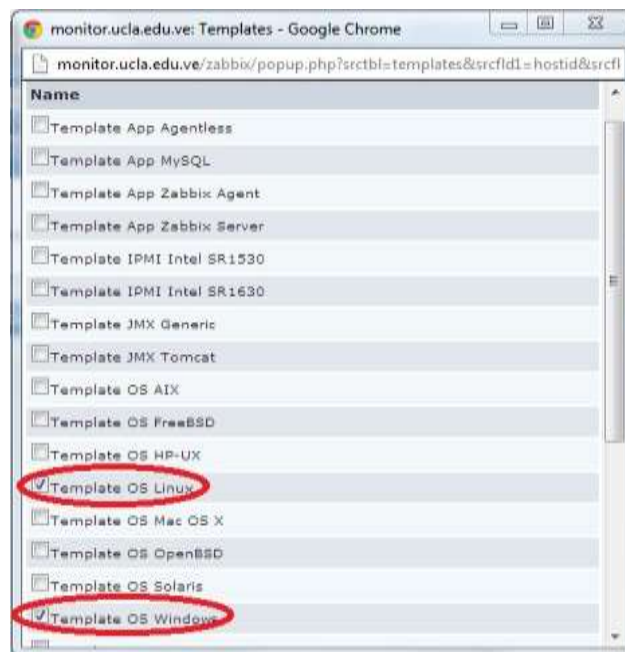 monitor.ucla.edu.ve: Templates - Google Chrome
monitor.ucla.edu.ve/zabbix/popup.php?srctbl=templates&srcfld1=hostid&srcfl
Name
Template App Agentless
Template App MySQL
Template App Zabbix Agent
Template App Zabbix Server
Template IPMI Intel SR1530
Template IPMI Intel SR1630
Template JMX Generic
Template JMX Tomcat
Template OS AIX
Template OS FreeBSD
Template OS HP-UX
Template OS Linux
Template OS Mac OS X
Template OS OpenBSD
Template OS Solaris
Template OS Windows